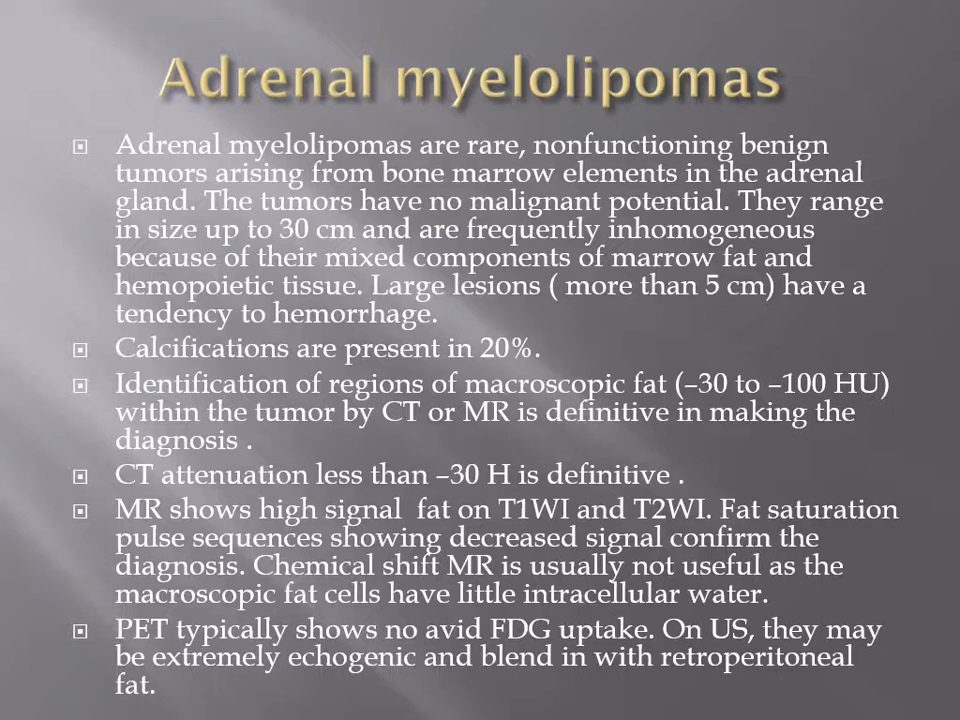 Adrenal myelolipomas
Adrenal myelolipomas are rare, nonfunctioning benign
tumors arising from bone marrow elements in the adrenal
gland. The tumors have no malignant potential. They range
in size up to 30 cm and are frequently inhomogeneous
because of their mixed components of marrow fat and
hemopoietic tissue. Large lesions ( more than 5 cm) have a
tendency to hemorrhage.
Calcifications are present in 20%.
Identification of regions of macroscopic fat (–30 to –100 HU)
within the tumor by CT or MR is definitive in making the
diagnosis .
CT attenuation less than –30 H is definitive .
MR shows high signal  fat on T1WI and T2WI. Fat saturation
pulse sequences showing decreased signal confirm the
diagnosis. Chemical shift MR is usually not useful as the
macroscopic fat cells have little intracellular water.
PET typically shows no avid FDG uptake. On US, they may
be extremely echogenic and blend in with retroperitoneal
fat.